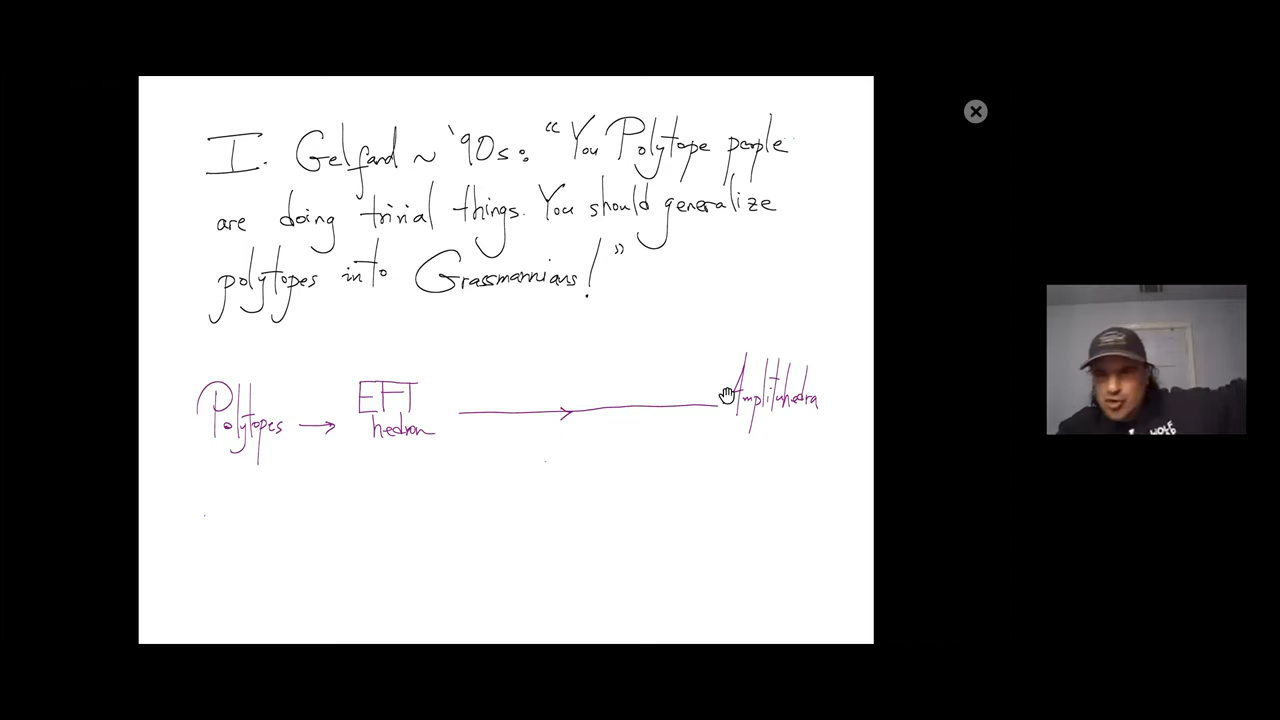 I. Gelfand ~ '90s: "You Polytope people
are doing trivial things. You should generalize
polytopes into Grassmannians!"
Polytopes → EFT hedron → Amplituhedra